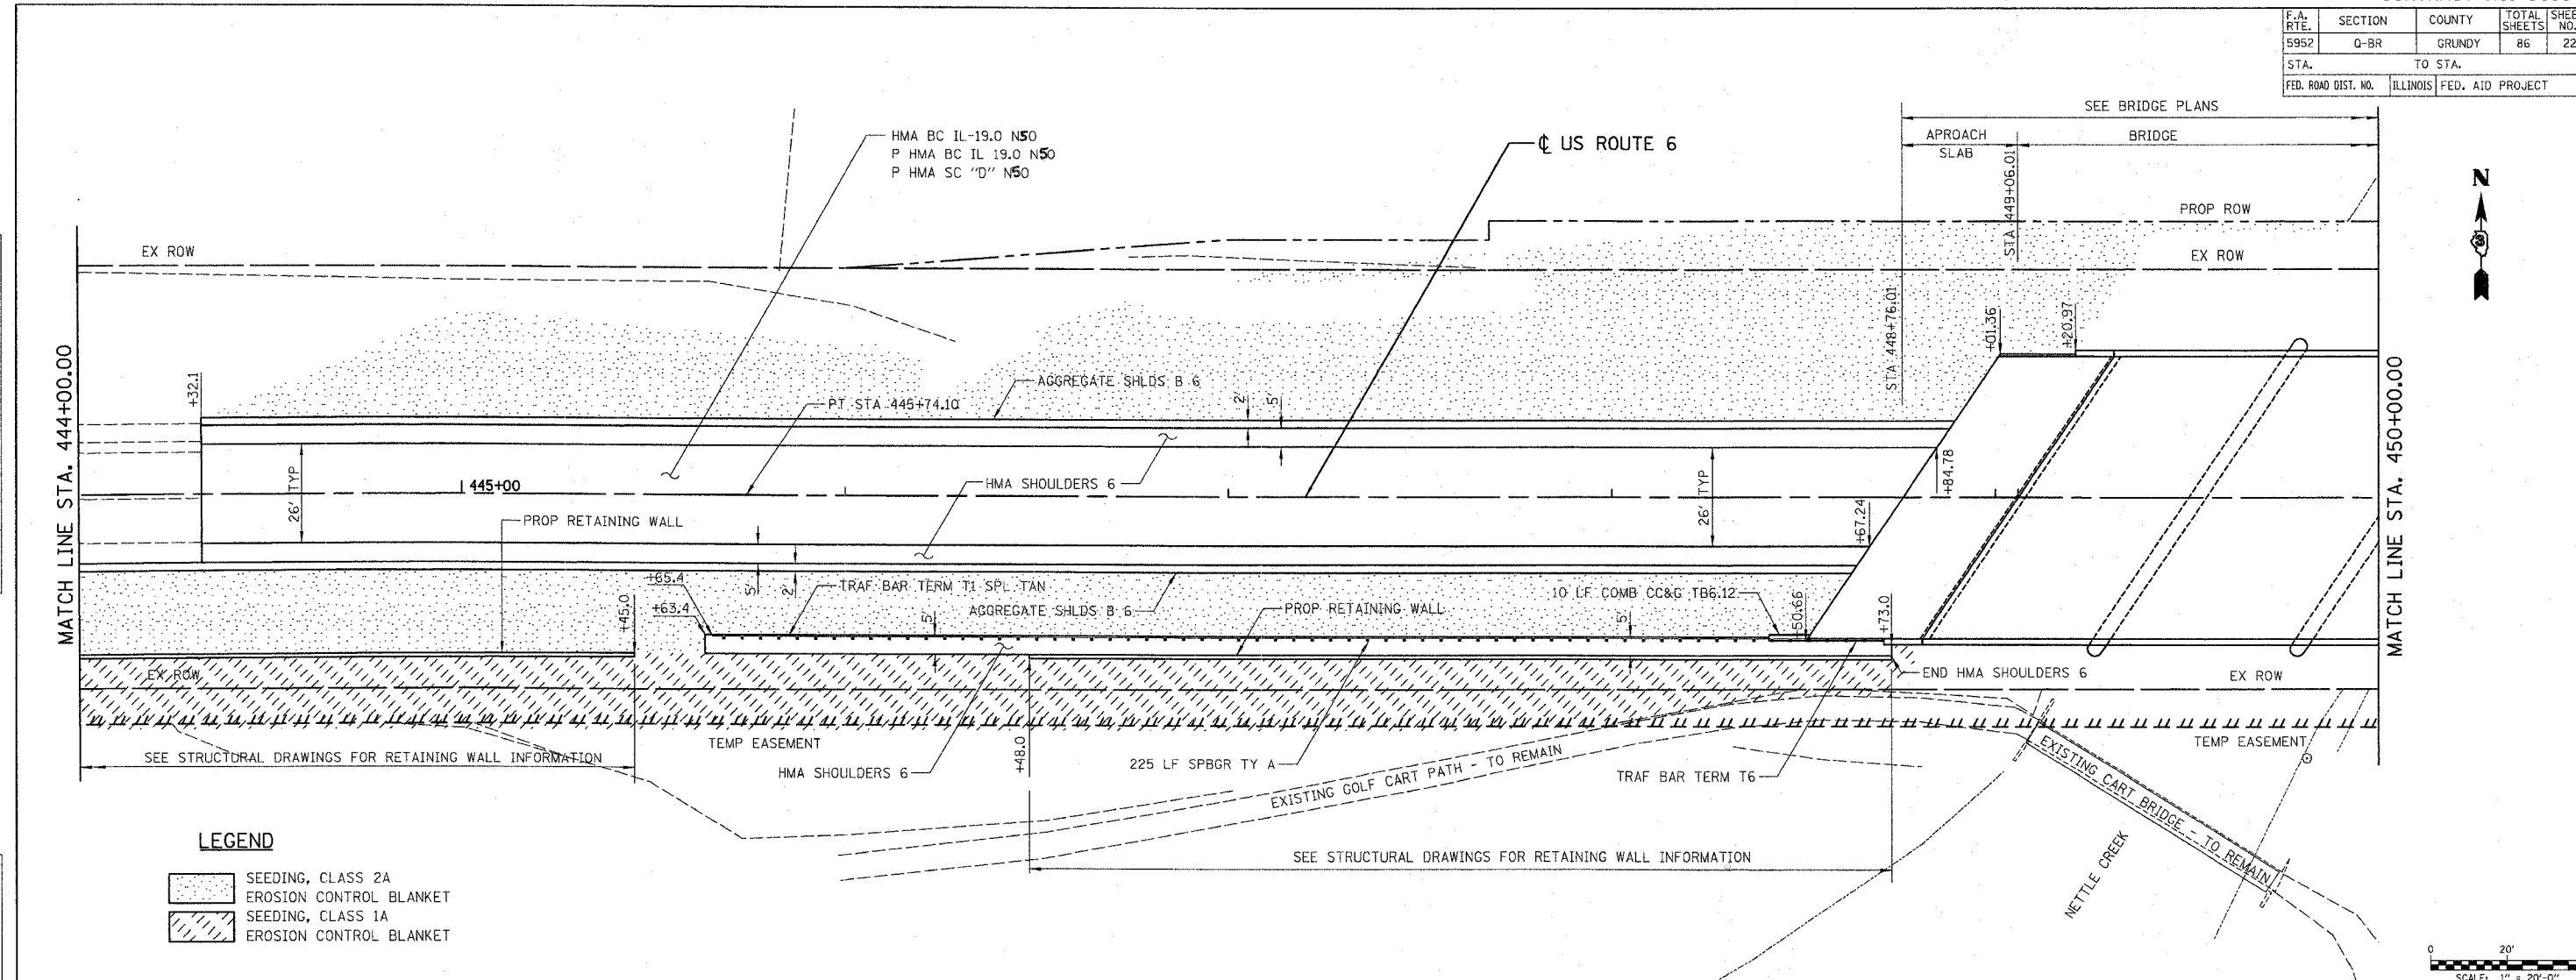 F.A. RTE. SECTION COUNTY TOTAL SHEETS
5952 Q-BR GRUNDY 86 22
STA. TO STA.
FED. ROAD DIST. NO. ILLINOIS FED. AID PROJECT
SEE BRIDGE PLANS
APROACH SLAB
BRIDGE
HMA BC IL-19.0 N50
P HMA BC IL 19.0 N50
P HMA SC "D" N50
℄ US ROUTE 6
STA 449+06.01
N
PROP ROW
EX ROW
EX ROW
STA 448+76.01
+01.36
+20.97
MATCH LINE STA. 444+00.00
MATCH LINE STA. 450+00.00
+32.1
AGGREGATE SHLDS B 6
PT STA 445+74.10
2'
5'
26' TYP
445+00
HMA SHOULDERS 6
26' TYP
+84.78
+67.24
PROP RETAINING WALL
+65.4
+63.4
+45.0
5'
2'
TRAF BAR TERM T1 SPL TAN
AGGREGATE SHLDS B 6
5'
PROP RETAINING WALL
10 LF COMB CC&G TB6.12
5'
+50.66
+73.0
EX ROW
END HMA SHOULDERS 6
EX ROW
TEMP EASEMENT
TEMP EASEMENT
SEE STRUCTURAL DRAWINGS FOR RETAINING WALL INFORMATION
HMA SHOULDERS 6
+48.0
225 LF SPBGR TY A
EXISTING GOLF CART PATH - TO REMAIN
TRAF BAR TERM T6
EXISTING CART BRIDGE - TO REMAIN
NETTLE CREEK
SEE STRUCTURAL DRAWINGS FOR RETAINING WALL INFORMATION
LEGEND
SEEDING, CLASS 2A
EROSION CONTROL BLANKET
SEEDING, CLASS 1A
EROSION CONTROL BLANKET
0 20'
SCALE: 1" = 20'-0"